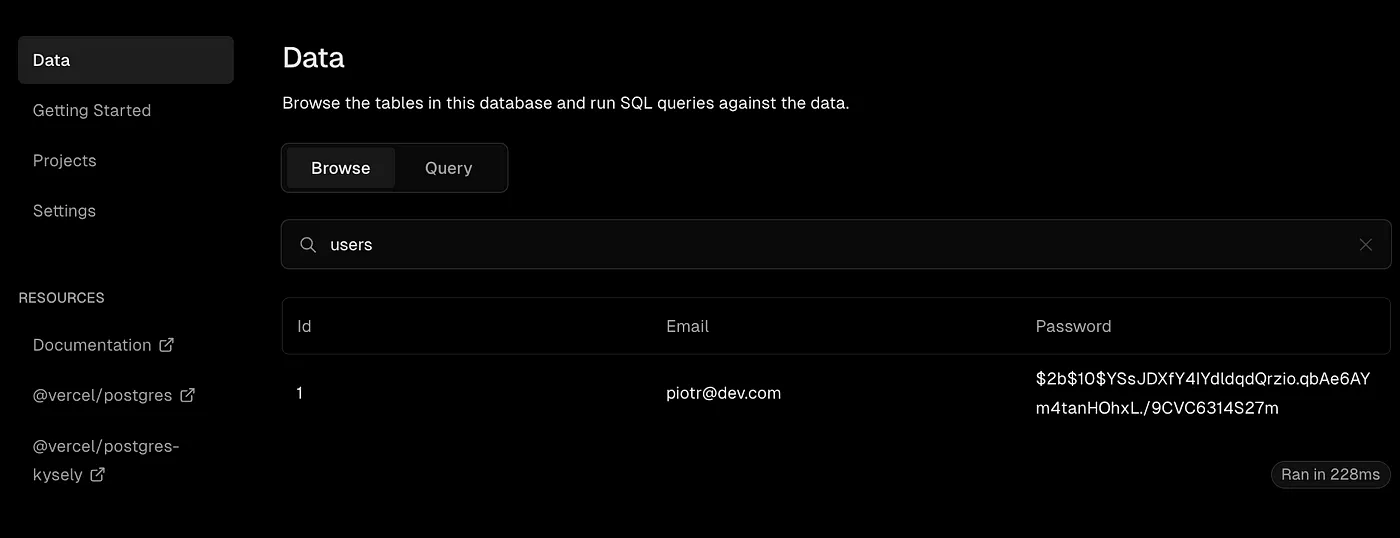 Data
Getting Started
Projects
Settings
RESOURCES
Documentation
@vercel/postgres
@vercel/postgres-
kysely
Data
Browse the tables in this database and run SQL queries against the data.
Browse Query
users
Id Email Password
1 piotr@dev.com $2b$10$YSsJDXfY4IYdldqdQrzio.qbAe6AY
m4tanHOhxL./9CVC6314S27m
Ran in 228ms